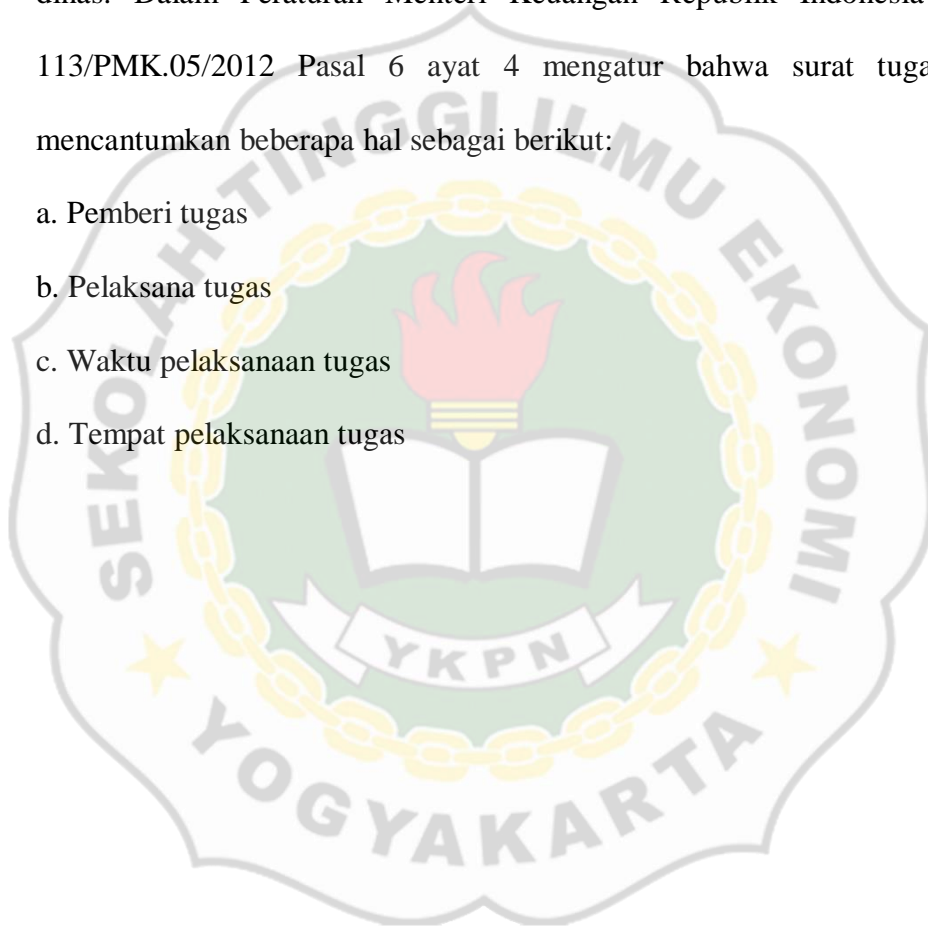 dinas. Dalam Peraturan Menteri Keuangan Republik Indonesia
113/PMK.05/2012 Pasal 6 ayat 4 mengatur bahwa surat
mencantumkan beberapa hal sebagai berikut:
a. Pemberi tugas
b. Pelaksana tugas
c. Waktu pelaksanaan tugas
d. Tempat pelaksanaan tugas
SEKOLAH TINGGI ILMU EKONOMI
YKPN
YOGYAKARTA